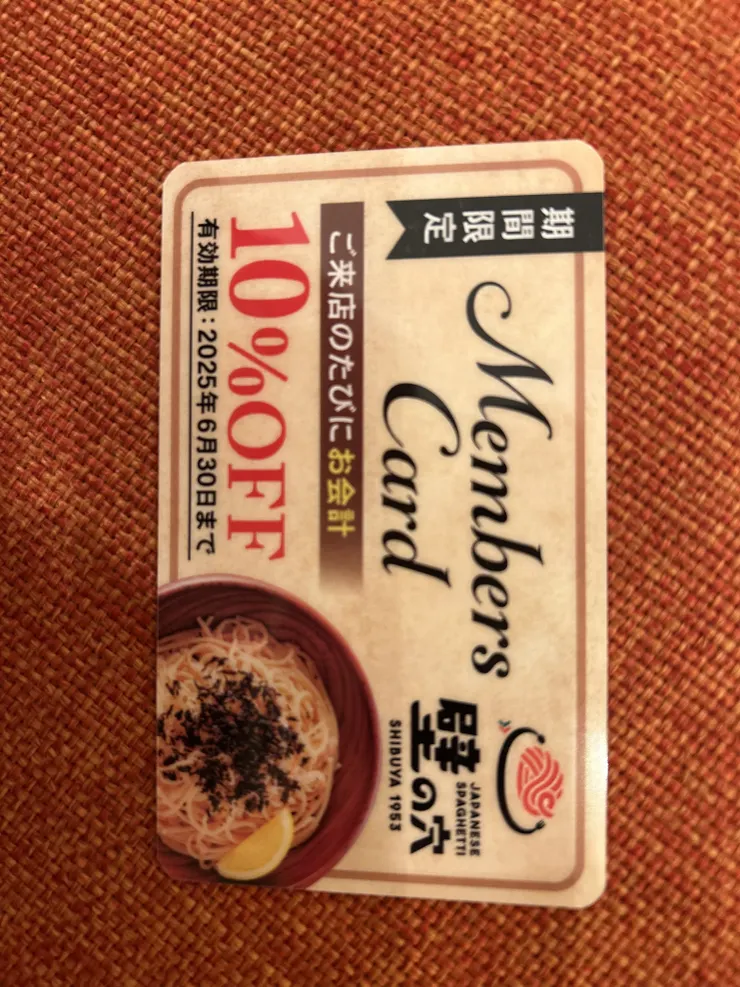 期間限定
Members
Card
ご来店のたびにお会計
10%OFF
有効期限：2025年6月30日まで
JAPANESE
SPAGHETTI
壁の穴
SHIBUYA 1953